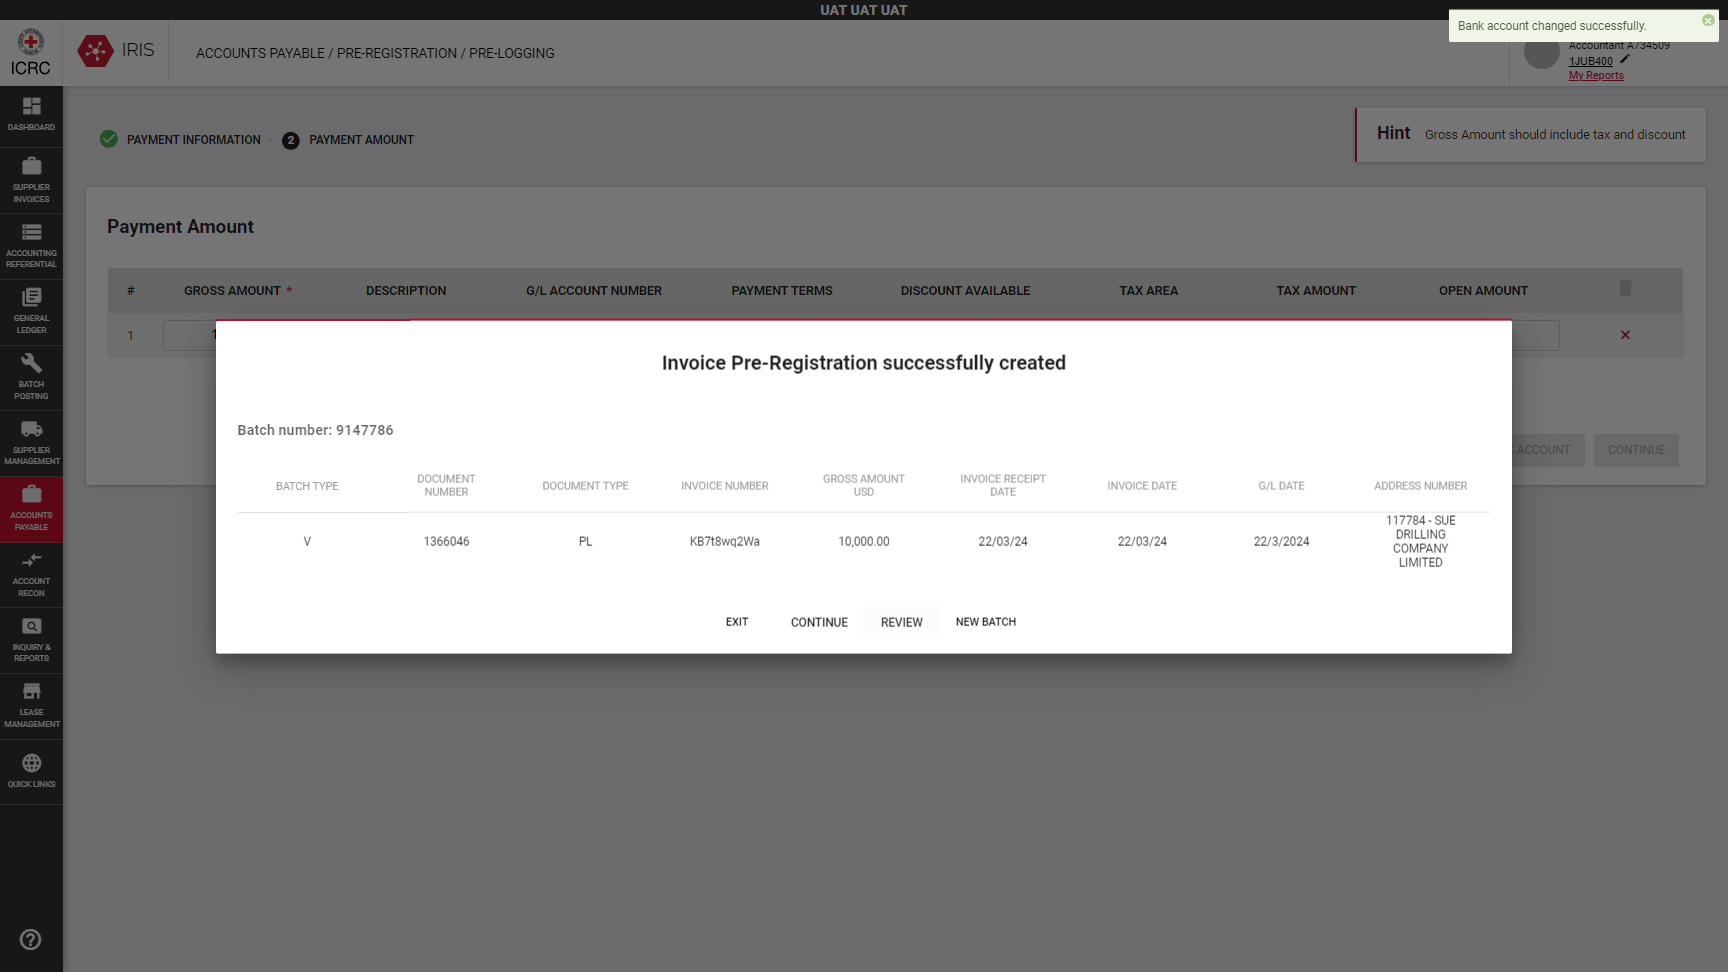 UAT UAT UAT
Bank account changed successfully.
ICRC
IRIS
ACCOUNTS PAYABLE / PRE-REGISTRATION / PRE-LOGGING
Accountant A734509
1JUB400
My Reports
DASHBOARD
SUPPLIER
INVOICES
ACCOUNTING
REFERENTIAL
GENERAL
LEDGER
BATCH
POSTING
SUPPLIER
MANAGEMENT
ACCOUNTS
PAYABLE
ACCOUNT
RECON
INQUIRY &
REPORTS
LEASE
MANAGEMENT
QUICK LINKS
PAYMENT INFORMATION
2 PAYMENT AMOUNT
Hint Gross Amount should include tax and discount
Payment Amount
# GROSS AMOUNT * DESCRIPTION G/L ACCOUNT NUMBER PAYMENT TERMS DISCOUNT AVAILABLE TAX AREA TAX AMOUNT OPEN AMOUNT
1 1
ACCOUNT CONTINUE
Invoice Pre-Registration successfully created
Batch number: 9147786
BATCH TYPE DOCUMENT NUMBER DOCUMENT TYPE INVOICE NUMBER GROSS AMOUNT USD INVOICE RECEIPT DATE INVOICE DATE G/L DATE ADDRESS NUMBER
V 1366046 PL KB7t8wq2Wa 10,000.00 22/03/24 22/03/24 22/3/2024 117784 - SUE
DRILLING
COMPANY
LIMITED
EXIT CONTINUE REVIEW NEW BATCH